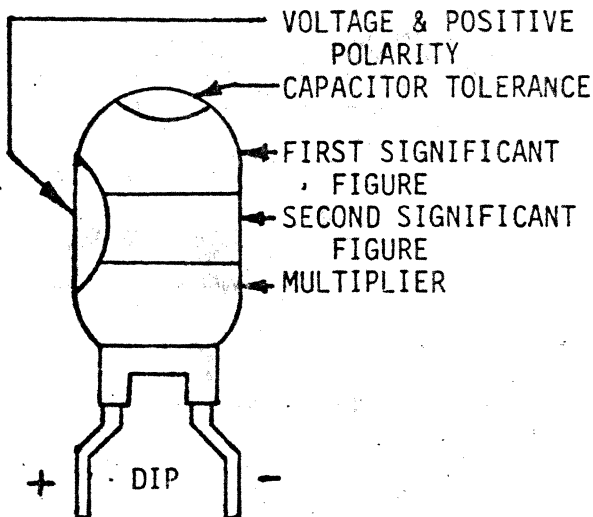 VOLTAGE & POSITIVE
POLARITY
CAPACITOR TOLERANCE
FIRST SIGNIFICANT
FIGURE
SECOND SIGNIFICANT
FIGURE
MULTIPLIER
+ DIP -